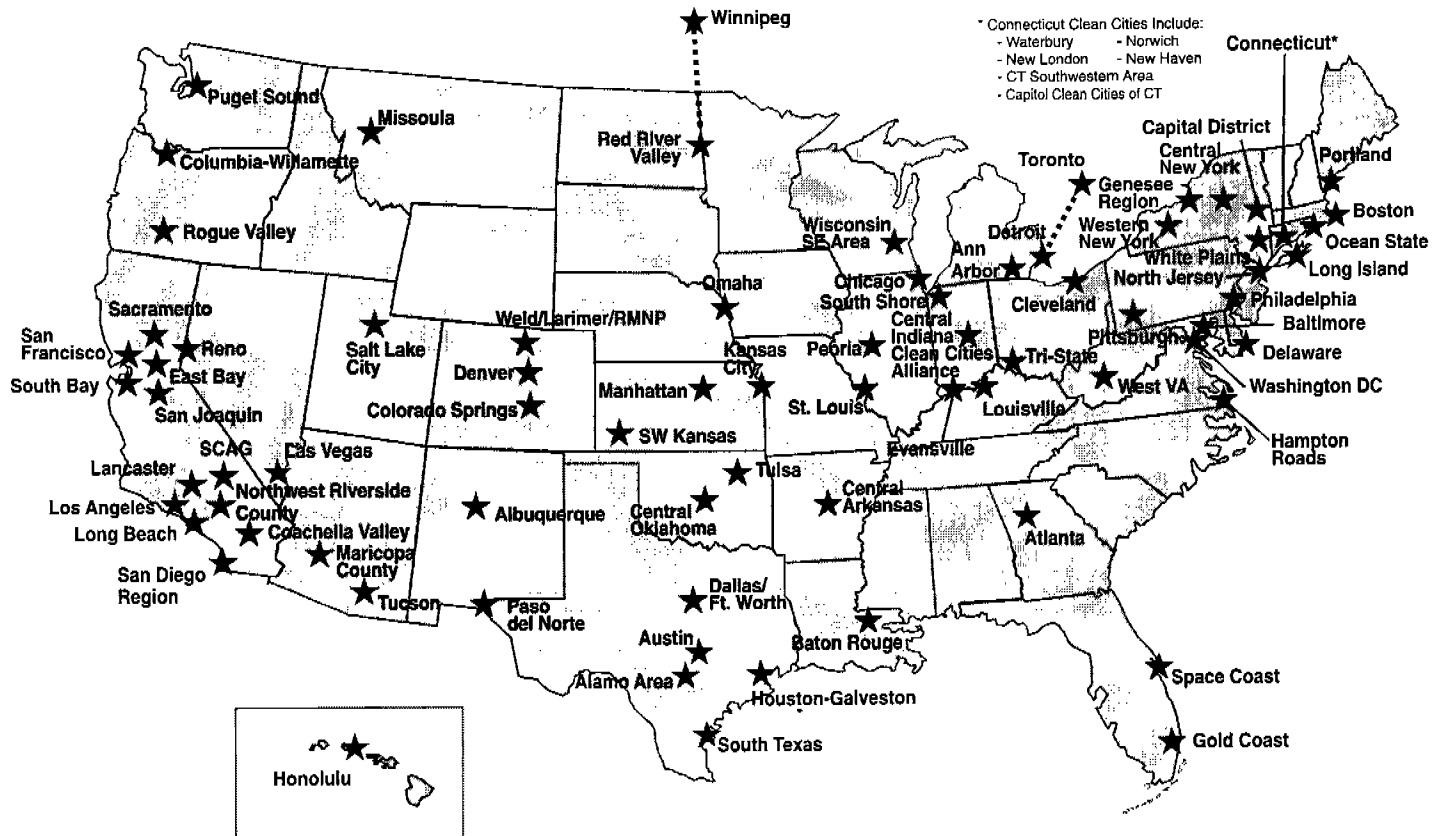 Winnipeg
* Connecticut Clean Cities Include:
- Waterbury - Norwich
- New London - New Haven
- CT Southwestern Area
- Capitol Clean Cities of CT
Connecticut*
Puget Sound
Missoula
Red River
Valley
Columbia-Willamette
Rogue Valley
Toronto
Capital District
Central
New York
Portland
Genesee
Region
Boston
Western
New York
Ocean State
White Plains
Long Island
North Jersey
Wisconsin
SE Area
Ann
Arbor
Detroit
Chicago
South Shore
Cleveland
Philadelphia
Baltimore
Pittsburgh
Delaware
Washington DC
Omaha
Sacramento
San
Francisco
Reno
East Bay
South Bay
San Joaquin
Salt Lake
City
Weld/Larimer/RMNP
Denver
Colorado Springs
Kansas
City
Manhattan
SW Kansas
Peoria
Central
Indiana
Clean Cities
Alliance
Tri-State
West VA
St. Louis
Louisville
Evansville
Hampton
Roads
SCAG
Las Vegas
Lancaster
Northwest Riverside
County
Los Angeles
Long Beach
Coachella Valley
Maricopa
County
San Diego
Region
Tucson
Albuquerque
Tulsa
Central
Oklahoma
Central
Arkansas
Atlanta
Paso
del Norte
Dallas/
Ft. Worth
Austin
Alamo Area
Baton Rouge
Houston-Galveston
South Texas
Space Coast
Gold Coast
Honolulu